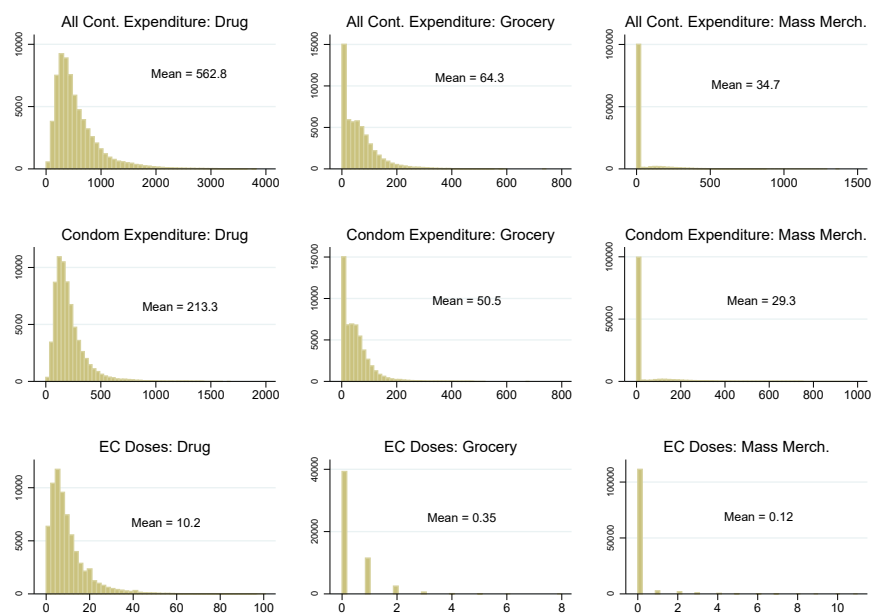 All Cont. Expenditure: Drug
All Cont. Expenditure: Grocery
All Cont. Expenditure: Mass Merch.
10000
5000
0
Mean = 562.8
0 1000 2000 3000 4000
15000
10000
5000
0
Mean = 64.3
0 200 400 600 800
100000
50000
0
Mean = 34.7
0 500 1000 1500
Condom Expenditure: Drug
Condom Expenditure: Grocery
Condom Expenditure: Mass Merch.
10000
5000
0
Mean = 213.3
0 500 1000 1500 2000
15000
10000
5000
0
Mean = 50.5
0 200 400 600 800
100000
50000
0
Mean = 29.3
0 200 400 600 800 1000
EC Doses: Drug
EC Doses: Grocery
EC Doses: Mass Merch.
10000
5000
0
Mean = 10.2
0 20 40 60 80 100
40000
20000
0
Mean = 0.35
0 2 4 6 8
100000
50000
0
Mean = 0.12
0 2 4 6 8 10